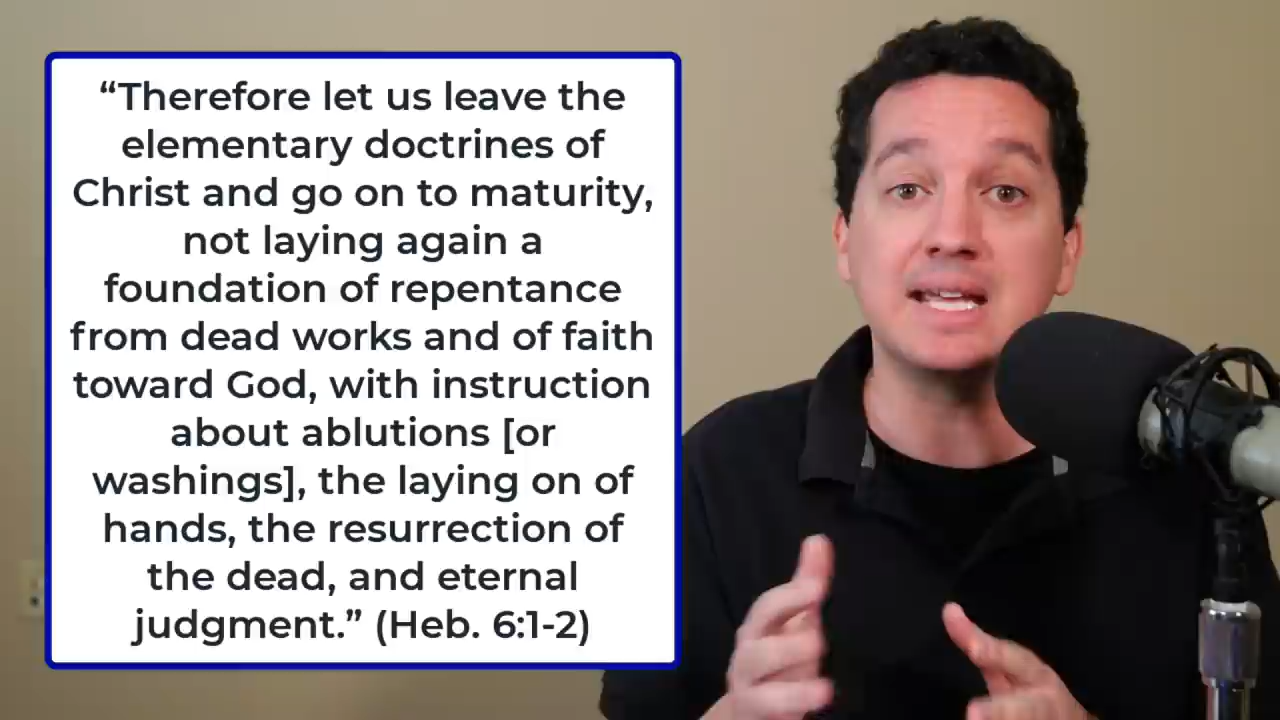 “Therefore let us leave the
elementary doctrines of
Christ and go on to maturity,
not laying again a
foundation of repentance
from dead works and of faith
toward God, with instruction
about ablutions [or
washings], the laying on of
hands, the resurrection of
the dead, and eternal
judgment.” (Heb. 6:1-2)